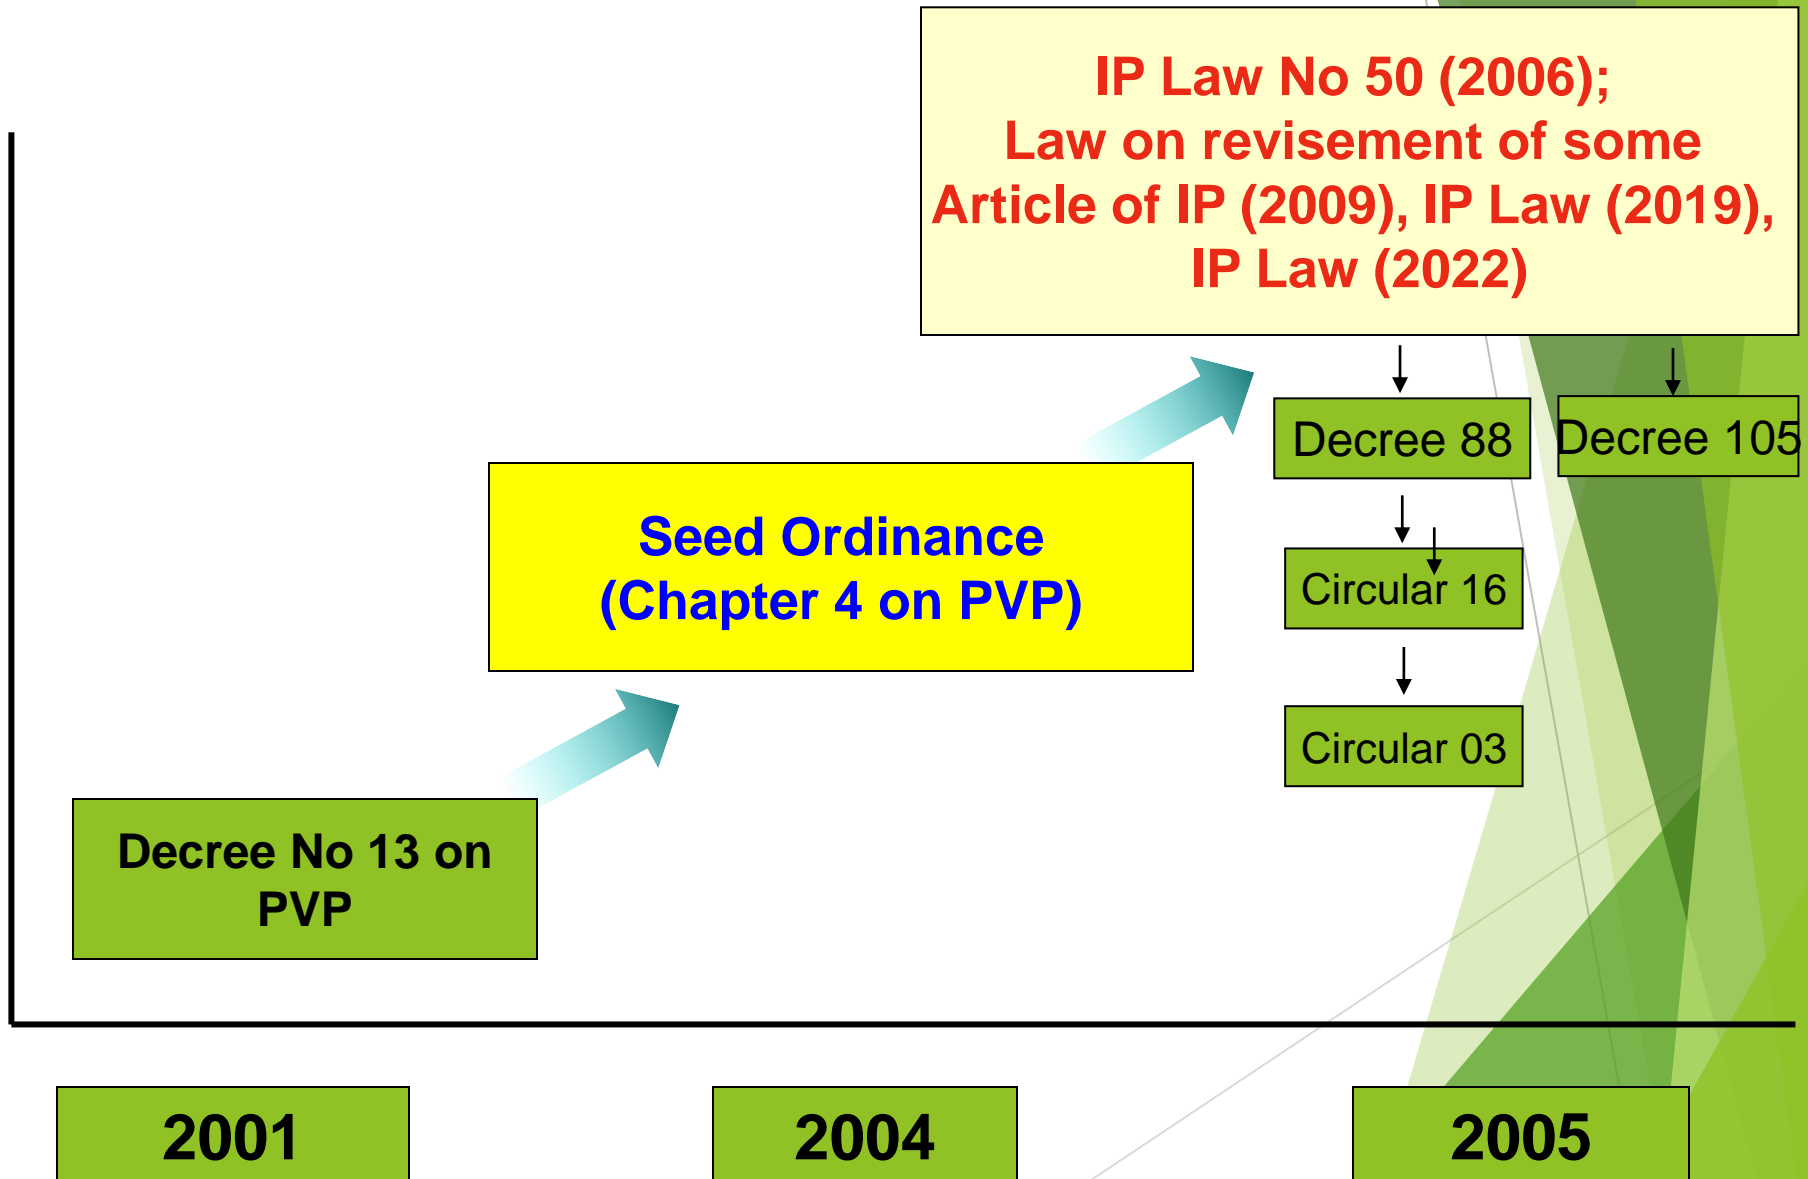 IP Law No 50 (2006);
Law on revisement of some
Article of IP (2009), IP Law (2019),
IP Law (2022)
Decree 88
Decree 105
Seed Ordinance
(Chapter 4 on PVP)
Circular 16
Circular 03
Decree No 13 on
PVP
2001
2004
2005